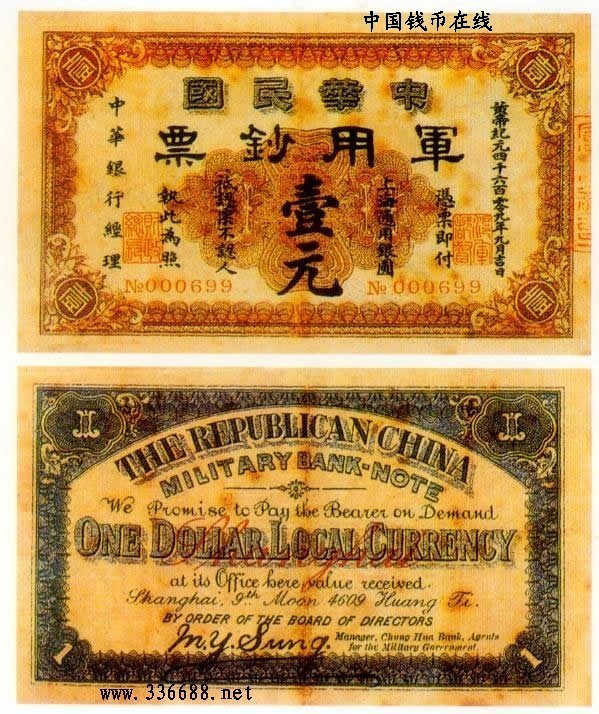 中国钱币在线
中華民國
軍用鈔票
黃帝紀元四千六百零九年九月吉日
憑票即付
上海通用銀圓
壹元
認票不認人
執此為照
中華銀行經理
№000699
№000699
THE REPUBLICAN CHINA
MILITARY BANK-NOTE
We Promise to Pay the Bearer on Demand
ONE DOLLAR LOCAL CURRENCY
at its Office here, value received.
Shanghai, 9th Moon 4609 Huang Ti.
BY ORDER OF THE BOARD OF DIRECTORS
M.Y. Sung.
Manager, Chung Hua Bank, Agents
for the Military Government.
1
1
www.336688.net